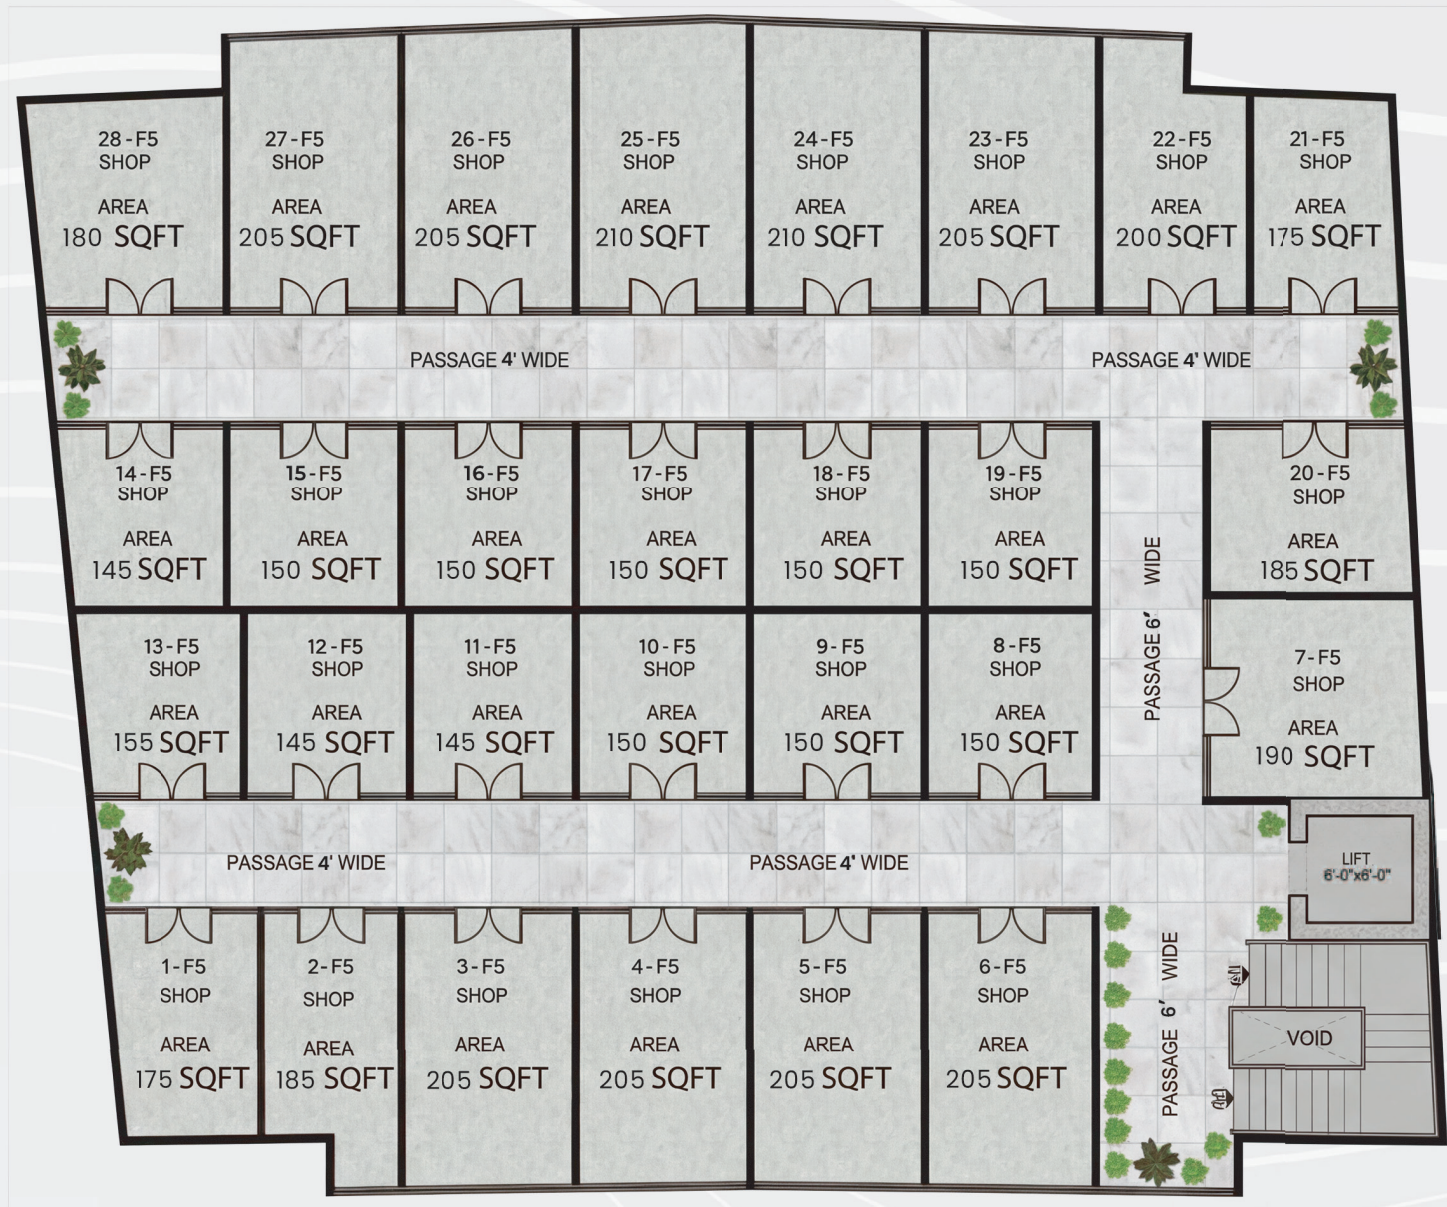 28-F5
SHOP
AREA
180 SQFT
27-F5
SHOP
AREA
205 SQFT
26-F5
SHOP
AREA
205 SQFT
25-F5
SHOP
AREA
210 SQFT
24-F5
SHOP
AREA
210 SQFT
23-F5
SHOP
AREA
205 SQFT
22-F5
SHOP
AREA
200 SQFT
21-F5
SHOP
AREA
175 SQFT
PASSAGE 4' WIDE
PASSAGE 4' WIDE
14-F5
SHOP
AREA
145 SQFT
15-F5
SHOP
AREA
150 SQFT
16-F5
SHOP
AREA
150 SQFT
17-F5
SHOP
AREA
150 SQFT
18-F5
SHOP
AREA
150 SQFT
19-F5
SHOP
AREA
150 SQFT
PASSAGE 6' WIDE
20-F5
SHOP
AREA
185 SQFT
13-F5
SHOP
AREA
155 SQFT
12-F5
SHOP
AREA
145 SQFT
11-F5
SHOP
AREA
145 SQFT
10-F5
SHOP
AREA
150 SQFT
9-F5
SHOP
AREA
150 SQFT
8-F5
SHOP
AREA
150 SQFT
7-F5
SHOP
AREA
190 SQFT
PASSAGE 4' WIDE
PASSAGE 4' WIDE
LIFT
6'-0"x6'-0"
1-F5
SHOP
AREA
175 SQFT
2-F5
SHOP
AREA
185 SQFT
3-F5
SHOP
AREA
205 SQFT
4-F5
SHOP
AREA
205 SQFT
5-F5
SHOP
AREA
205 SQFT
6-F5
SHOP
AREA
205 SQFT
PASSAGE 6' WIDE
VOID